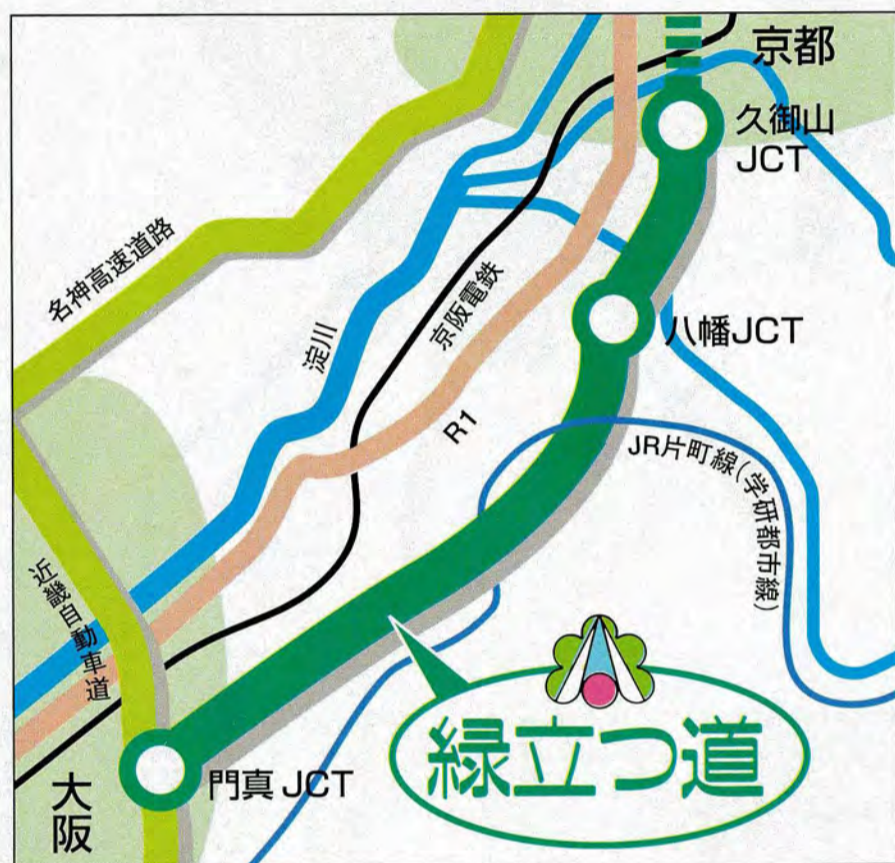 京都
久御山
JCT
名神高速道路
淀川
京阪電鉄
八幡JCT
R1
JR片町線(学研都市線)
近畿自動車道
緑立つ道
門真 JCT
大阪